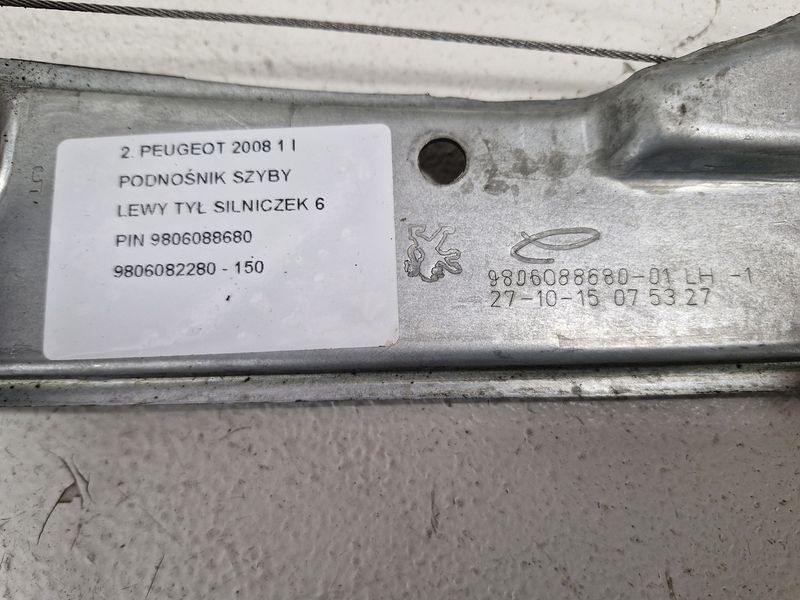 2. PEUGEOT 2008 1 I
PODNOŚNIK SZYBY
LEWY TYŁ SILNICZEK 6
PIN 9806088680
9806082280 - 150
9806088680-01 LH -1
27-10-15 07 53 27